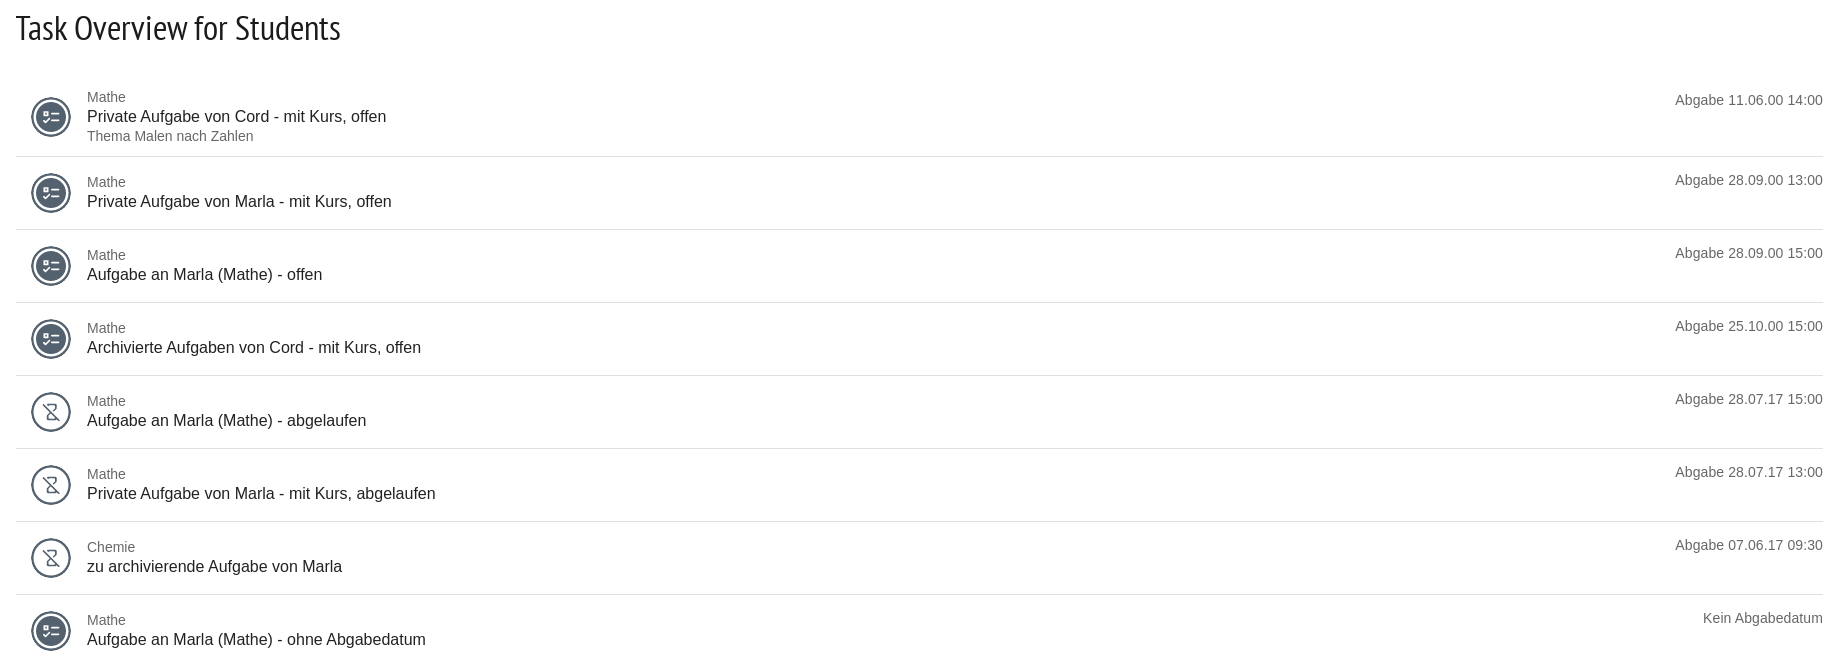 Task Overview for Students
Mathe
Abgabe 11.06.00 14:00
Private Aufgabe von Cord - mit Kurs, offen
Thema Malen nach Zahlen
Mathe
Abgabe 28.09.00 13:00
Private Aufgabe von Marla - mit Kurs, offen
Mathe
Abgabe 28.09.00 15:00
Aufgabe an Marla (Mathe) - offen
Mathe
Abgabe 25.10.00 15:00
Archivierte Aufgaben von Cord - mit Kurs, offen
Mathe
Abgabe 28.07.17 15:00
Aufgabe an Marla (Mathe) - abgelaufen
Mathe
Abgabe 28.07.17 13:00
Private Aufgabe von Marla - mit Kurs, abgelaufen
Chemie
Abgabe 07.06.17 09:30
zu archivierende Aufgabe von Marla
Mathe
Kein Abgabedatum
Aufgabe an Marla (Mathe) - ohne Abgabedatum